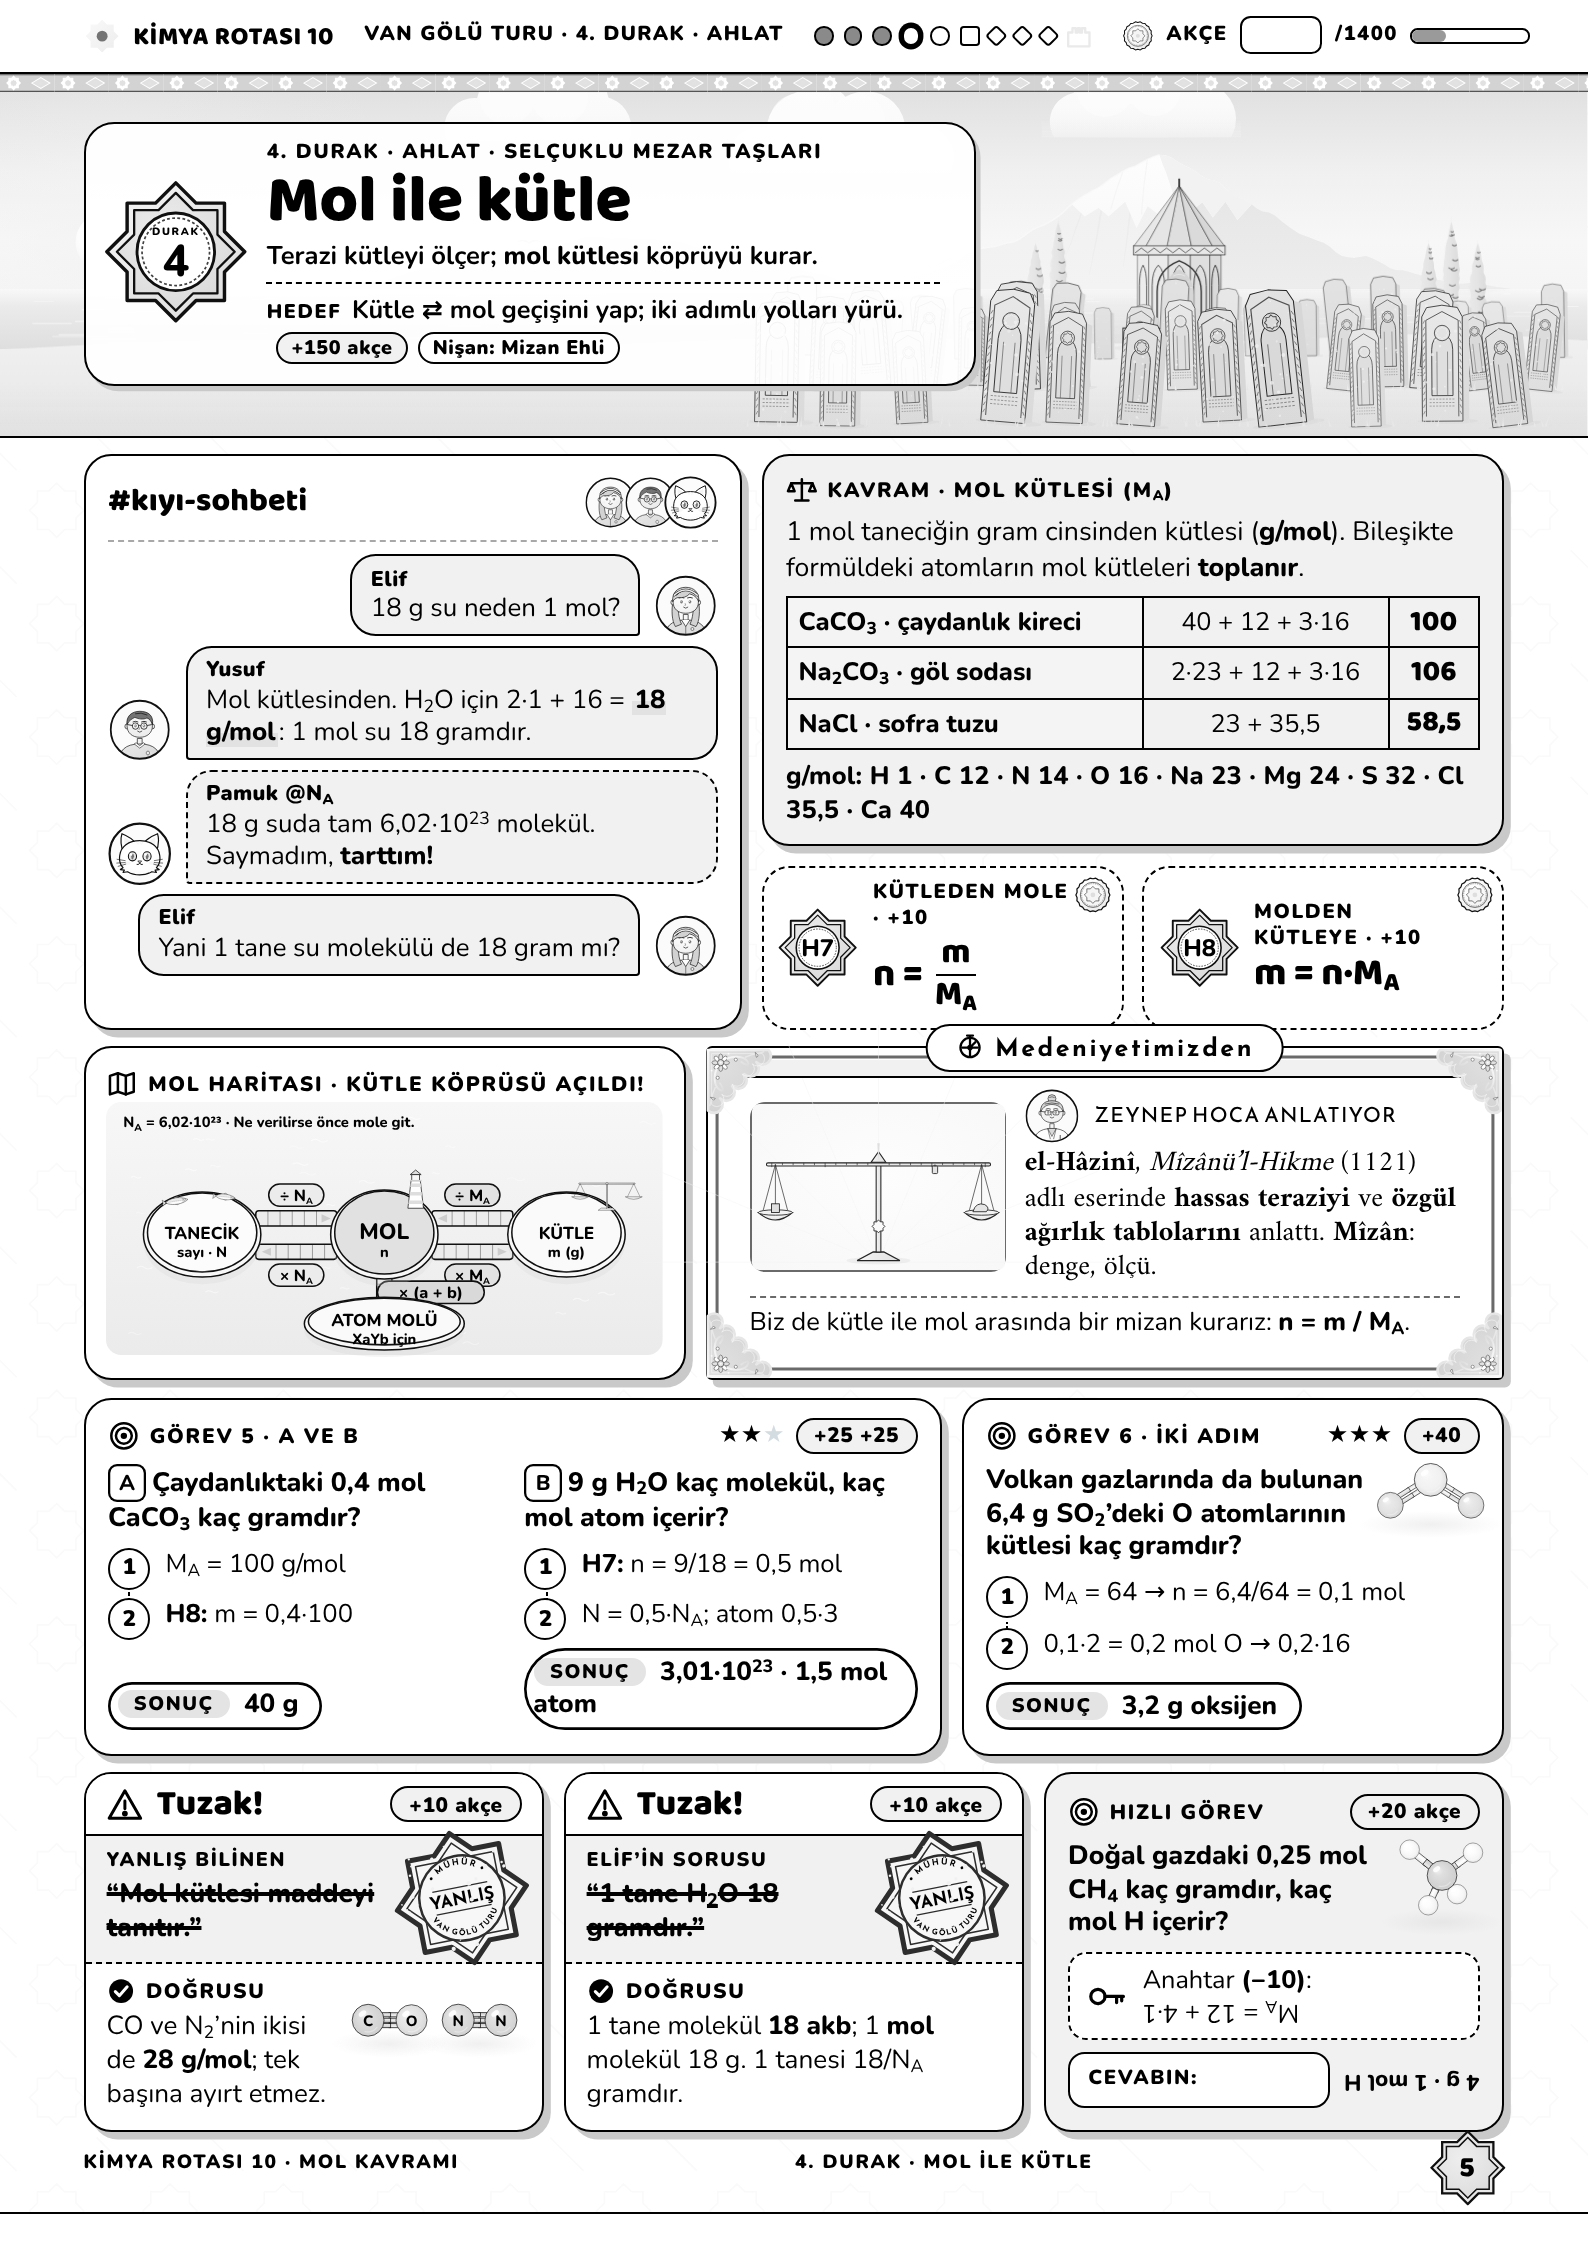 KİMYA ROTASI 10 VAN GÖLÜ TURU · 4. DURAK · AHLAT AKÇE /1400
4. DURAK · AHLAT · SELÇUKLU MEZAR TAŞLARI
Mol ile kütle
DURAK
4
Terazi kütleyi ölçer; mol kütlesi köprüyü kurar.
HEDEF Kütle ⇄ mol geçişini yap; iki adımlı yolları yürü.
+150 akçe Nişan: Mizan Ehli
#kıyı-sohbeti
Elif
18 g su neden 1 mol?
Yusuf
Mol kütlesinden. H₂O için 2·1 + 16 = 18
g/mol: 1 mol su 18 gramdır.
Pamuk @N_A
18 g suda tam 6,02·10²³ molekül.
Saymadım, tarttım!
Elif
Yani 1 tane su molekülü de 18 gram mı?
KAVRAM · MOL KÜTLESİ (M_A)
1 mol taneciğin gram cinsinden kütlesi (g/mol). Bileşikte
formüldeki atomların mol kütleleri toplanır.
CaCO₃ · çaydanlık kireci 40 + 12 + 3·16 100
Na₂CO₃ · göl sodası 2·23 + 12 + 3·16 106
NaCl · sofra tuzu 23 + 35,5 58,5
g/mol: H 1 · C 12 · N 14 · O 16 · Na 23 · Mg 24 · S 32 · Cl
35,5 · Ca 40
H7
KÜTLEDEN MOLE
· +10
n = m / M_A
H8
MOLDEN
KÜTLEYE · +10
m = n·M_A
MOL HARİTASI · KÜTLE KÖPRÜSÜ AÇILDI!
N_A = 6,02·10²³ · Ne verilirse önce mole git.
÷ N_A ÷ M_A
TANECİK MOL KÜTLE
sayı · N n m (g)
× N_A × M_A
× (a + b)
ATOM MOLÜ
XaYb için
Medeniyetimizden
ZEYNEP HOCA ANLATIYOR
el-Hâzinî, Mîzânü’l-Hikme (1121)
adlı eserinde hassas teraziyi ve özgül
ağırlık tablolarını anlattı. Mîzân:
denge, ölçü.
Biz de kütle ile mol arasında bir mizan kurarız: n = m / M_A.
GÖREV 5 · A VE B ★★★ +25 +25
A Çaydanlıktaki 0,4 mol
CaCO₃ kaç gramdır?
1 M_A = 100 g/mol
2 H8: m = 0,4·100
SONUÇ 40 g
B 9 g H₂O kaç molekül, kaç
mol atom içerir?
1 H7: n = 9/18 = 0,5 mol
2 N = 0,5·N_A; atom 0,5·3
SONUÇ 3,01·10²³ · 1,5 mol
atom
GÖREV 6 · İKİ ADIM ★★★ +40
Volkan gazlarında da bulunan
6,4 g SO₂’deki O atomlarının
kütlesi kaç gramdır?
1 M_A = 64 → n = 6,4/64 = 0,1 mol
2 0,1·2 = 0,2 mol O → 0,2·16
SONUÇ 3,2 g oksijen
Tuzak! +10 akçe
YANLIŞ BİLİNEN
“Mol kütlesi maddeyi
tanıtır.”
MÜHÜR
YANLIŞ
VAN GÖLÜ TURU
DOĞRUSU
CO ve N₂’nin ikisi
de 28 g/mol; tek
başına ayırt etmez.
C O N N
Tuzak! +10 akçe
ELİF’İN SORUSU
“1 tane H₂O 18
gramdır.”
MÜHÜR
YANLIŞ
VAN GÖLÜ TURU
DOĞRUSU
1 tane molekül 18 akb; 1 mol
molekül 18 g. 1 tanesi 18/N_A
gramdır.
HIZLI GÖREV +20 akçe
Doğal gazdaki 0,25 mol
CH₄ kaç gramdır, kaç
mol H içerir?
Anahtar (−10):
M_A = 12 + 4·1
CEVABIN: 4 g · 1 mol H
KİMYA ROTASI 10 · MOL KAVRAMI 4. DURAK · MOL İLE KÜTLE 5